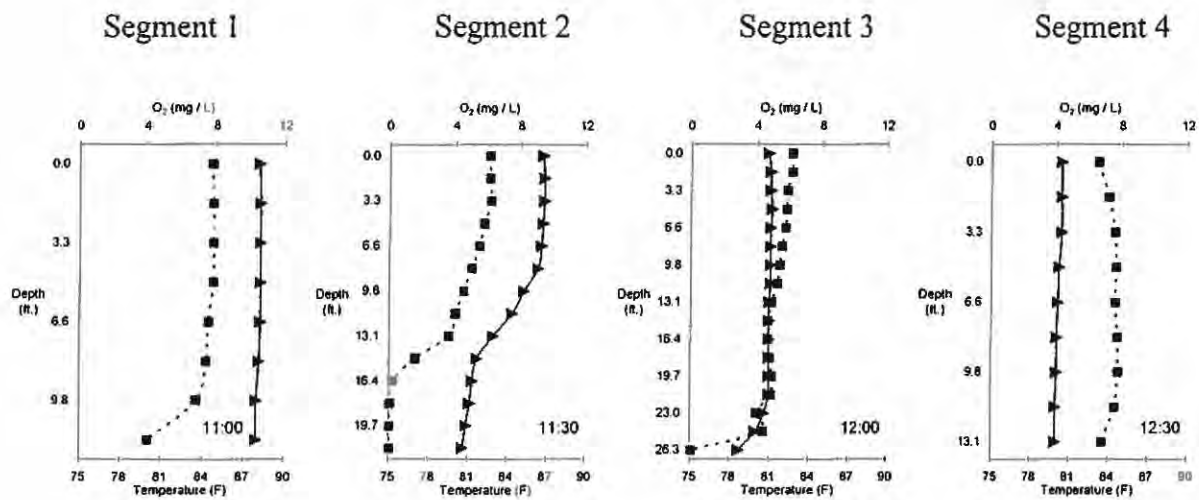 Segment 1 Segment 2 Segment 3 Segment 4
O₂ (mg / L) O₂ (mg / L) O₂ (mg / L) O₂ (mg / L)
0 4 8 12 0 4 8 12 0 4 8 12 0 4 8 12
0.0
3.3
Depth
(ft.)
6.6
9.8
11:00
75 78 81 84 87 90
Temperature (F)
0.0
3.3
6.6
9.8
Depth
(ft.)
13.1
16.4
19.7
11:30
75 78 81 84 87 90
Temperature (F)
0.0
3.3
6.6
9.8
Depth
(ft.)
13.1
16.4
19.7
23.0
26.3
12:00
75 78 81 84 87 90
Temperature (F)
0.0
3.3
Depth
(ft.)
6.6
9.8
13.1
12:30
75 78 81 84 87 90
Temperature (F)